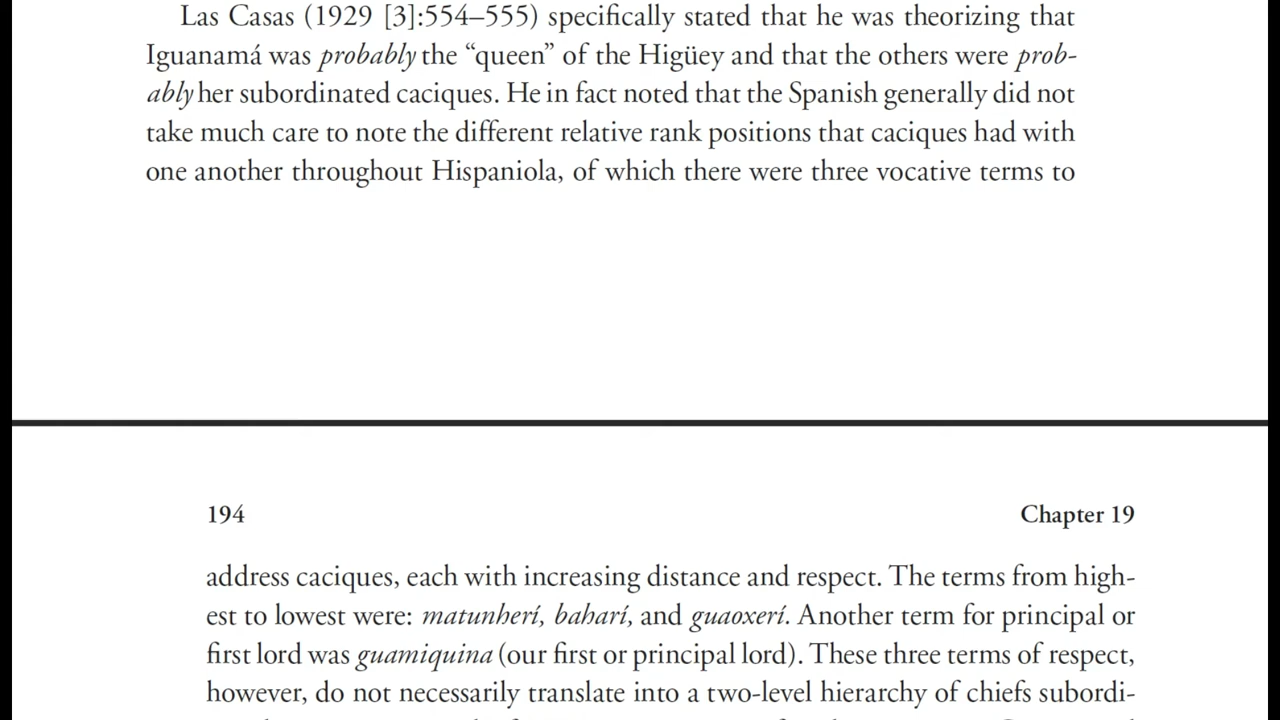 Las Casas (1929 [3]:554–555) specifically stated that he was theorizing that
Iguanamá was probably the “queen” of the Higüey and that the others were prob-
ably her subordinated caciques. He in fact noted that the Spanish generally did not
take much care to note the different relative rank positions that caciques had with
one another throughout Hispaniola, of which there were three vocative terms to
194
Chapter 19
address caciques, each with increasing distance and respect. The terms from high-
est to lowest were: matunherí, baharí, and guaoxerí. Another term for principal or
first lord was guamiquina (our first or principal lord). These three terms of respect,
however, do not necessarily translate into a two-level hierarchy of chiefs subordi-